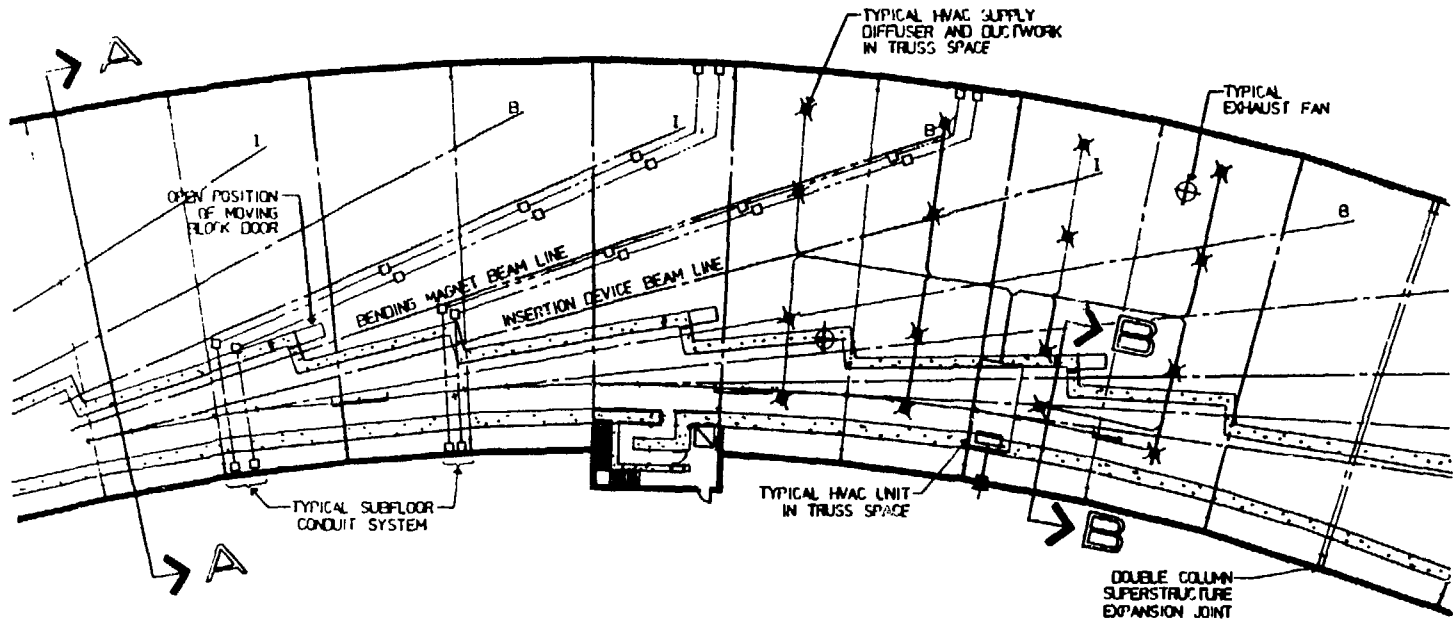 TYPICAL HVAC SUPPLY
DIFFUSER AND DUCTWORK
IN TRUSS SPACE
A
TYPICAL
EXHAUST FAN
B
I
I
B
I
OPEN POSITION
OF MOVING
BLOCK DOOR
B
BENDING MAGNET BEAM LINE
INSERTION DEVICE BEAM LINE
B
TYPICAL SUBFLOOR
CONDUIT SYSTEM
TYPICAL HVAC UNIT
IN TRUSS SPACE
B
A
DOUBLE COLUMN
SUPERSTRUCTURE
EXPANSION JOINT